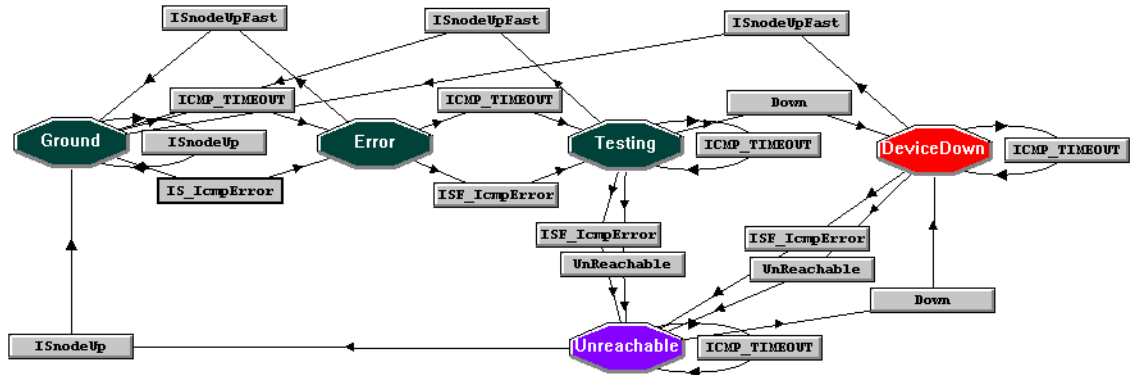 ISnodeUpFast
ISnodeUpFast
ISnodeUpFast
ICMP_TIMEOUT
ICMP_TIMEOUT
Down
Ground
ISnodeUp
Error
Testing
ICMP_TIMEOUT
DeviceDown
ICMP_TIMEOUT
IS_IcmpError
ISF_IcmpError
ISF_IcmpError
ISF_IcmpError
UnReachable
UnReachable
Down
ISnodeUp
Unreachable
ICMP_TIMEOUT